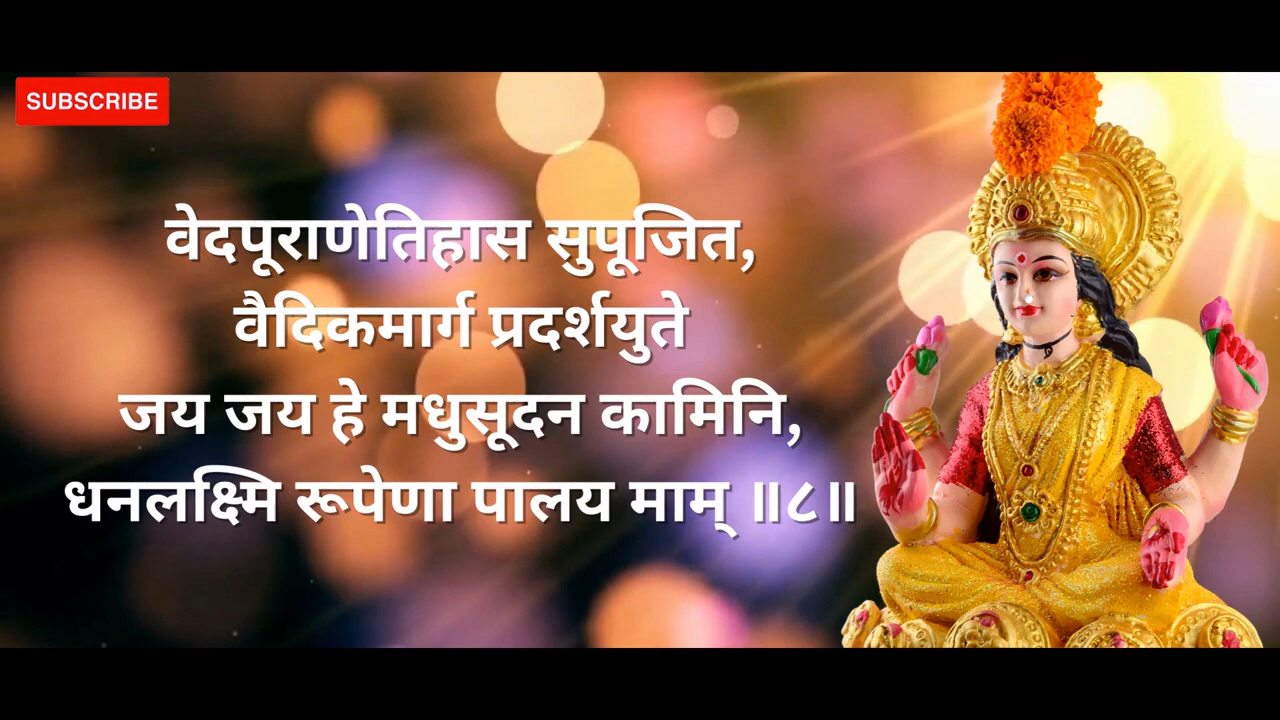 SUBSCRIBE
वेदपूराणेतिहास सुपूजित,
वैदिकमार्ग प्रदर्शयुते
जय जय हे मधुसूदन कामिनि,
धनलक्ष्मि रूपेणा पालय माम् ॥८॥